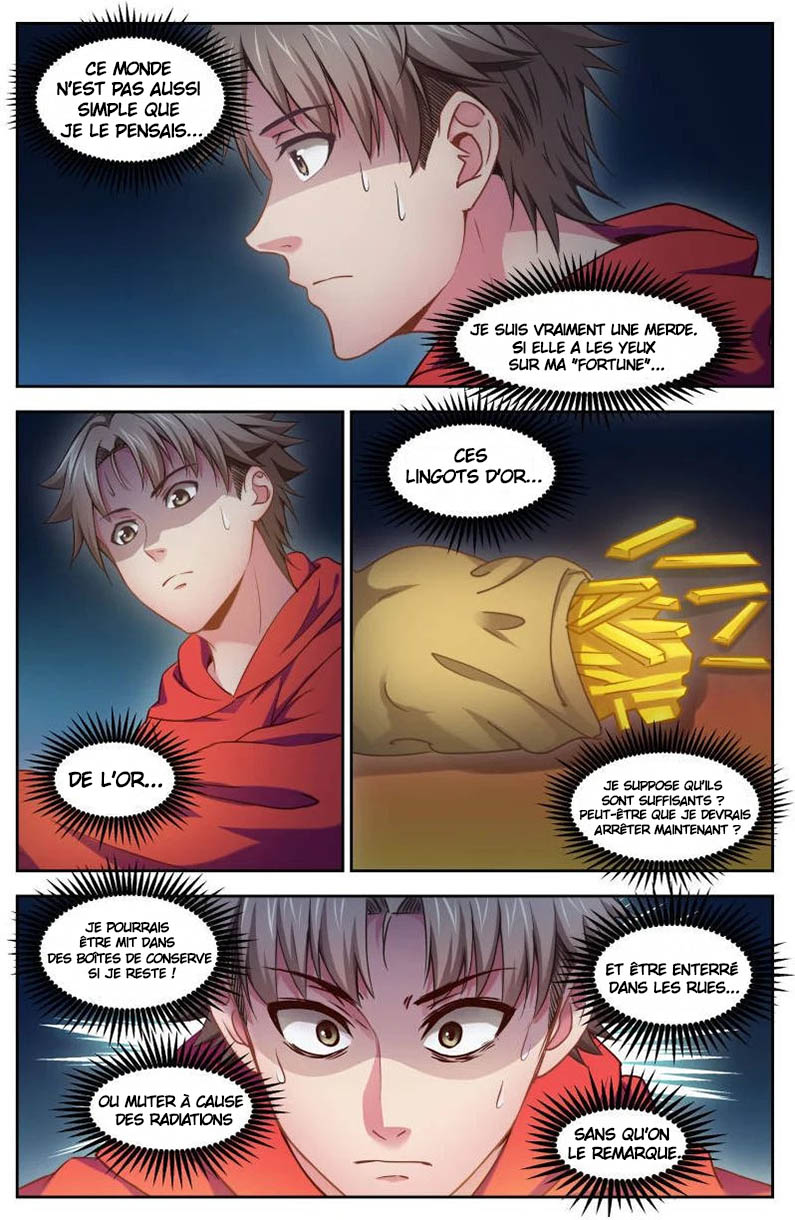 CE MONDE
N'EST PAS AUSSI
SIMPLE QUE
JE LE PENSAIS...
JE SUIS VRAIMENT UNE MERDE.
SI ELLE A LES YEUX
SUR MA "FORTUNE"...
DE L'OR...
CES
LINGOTS D'OR...
JE SUPPOSE QU'ILS
SONT SUFFISANTS ?
PEUT-ÊTRE QUE JE DEVRAIS
ARRÊTER MAINTENANT ?
JE POURRAIS
ÊTRE MIT DANS
DES BOÎTES DE CONSERVE
SI JE RESTE !
ET ÊTRE ENTERRÉ
DANS LES RUES...
OU MUTER À CAUSE
DES RADIATIONS
SANS QU'ON
LE REMARQUE...